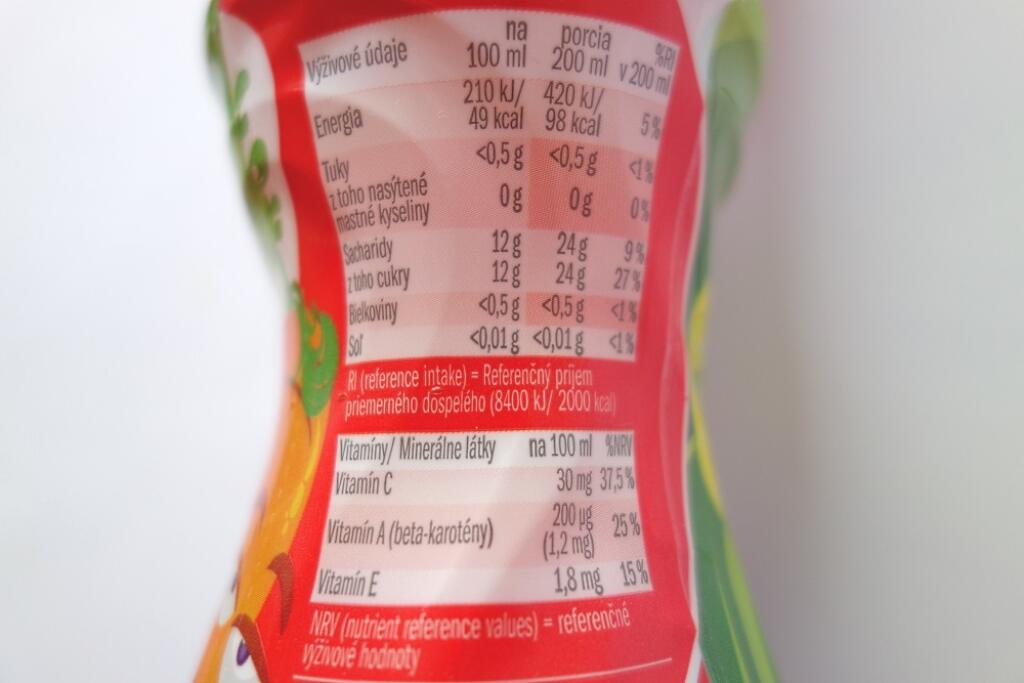 Výživové údaje na 100 ml porcia 200 ml %RI v 200 ml
Energia 210 kJ/ 49 kcal 420 kJ/ 98 kcal 5%
Tuky <0,5 g <0,5 g <1%
z toho nasýtené mastné kyseliny 0 g 0 g 0%
Sacharidy 12 g 24 g 9%
z toho cukry 12 g 24 g 27%
Bielkoviny <0,5 g <0,5 g <1%
Soľ <0,01 g <0,01 g <1%
RI (reference intake) = Referenčný príjem
priemerného dospelého (8400 kJ/ 2000 kcal)
Vitamíny/ Minerálne látky na 100 ml %NRV
Vitamín C 30 mg 37,5%
Vitamín A (beta-karotény) 200 µg (1,2 mg) 25%
Vitamín E 1,8 mg 15%
NRV (nutrient reference values) = referenčné
výživové hodnoty